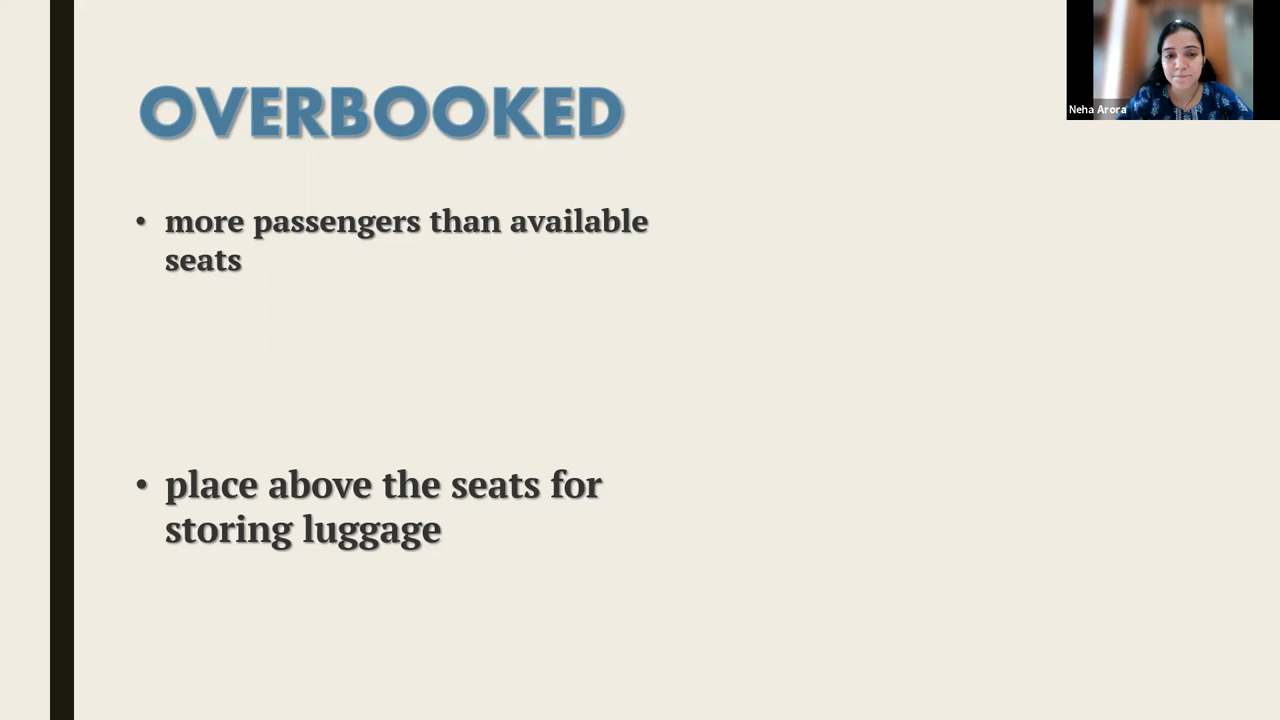 OVERBOOKED
• more passengers than available
seats
• place above the seats for
storing luggage
Neha Arora